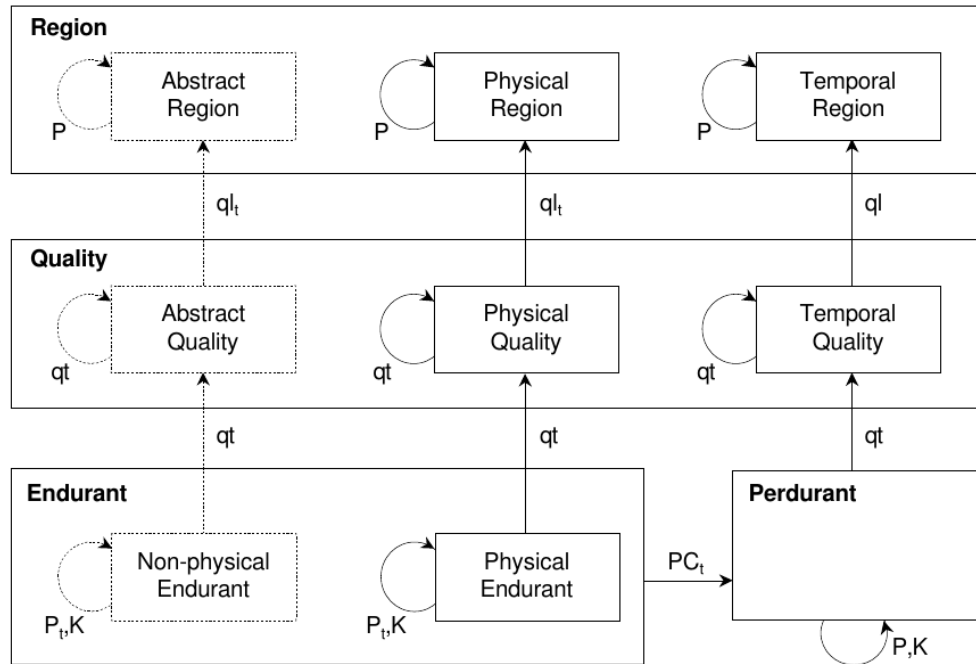 Region
Abstract
Region
Physical
Region
Temporal
Region
P
P
P
qlₜ
qlₜ
ql
Quality
Abstract
Quality
Physical
Quality
Temporal
Quality
qt
qt
qt
qt
qt
qt
Endurant
Perdurant
Non-physical
Endurant
Physical
Endurant
PCₜ
Pₜ,K
Pₜ,K
P,K